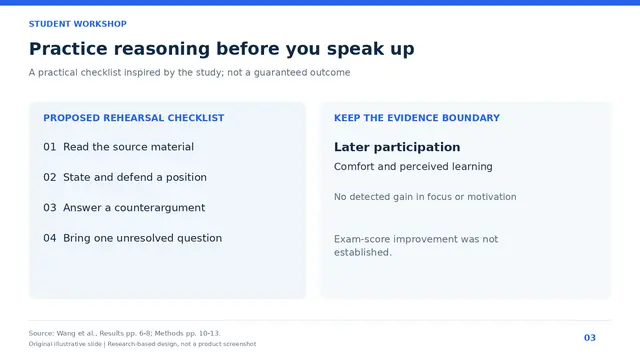 STUDENT WORKSHOP
Practice reasoning before you speak up
A practical checklist inspired by the study; not a guaranteed outcome
PROPOSED REHEARSAL CHECKLIST
01 Read the source material
02 State and defend a position
03 Answer a counterargument
04 Bring one unresolved question
KEEP THE EVIDENCE BOUNDARY
Later participation
Comfort and perceived learning
No detected gain in focus or motivation
Exam-score improvement was not
established.
Source: Wang et al., Results pp. 6–8; Methods pp. 10–13.
Original illustrative slide | Research-based design, not a product screenshot
03